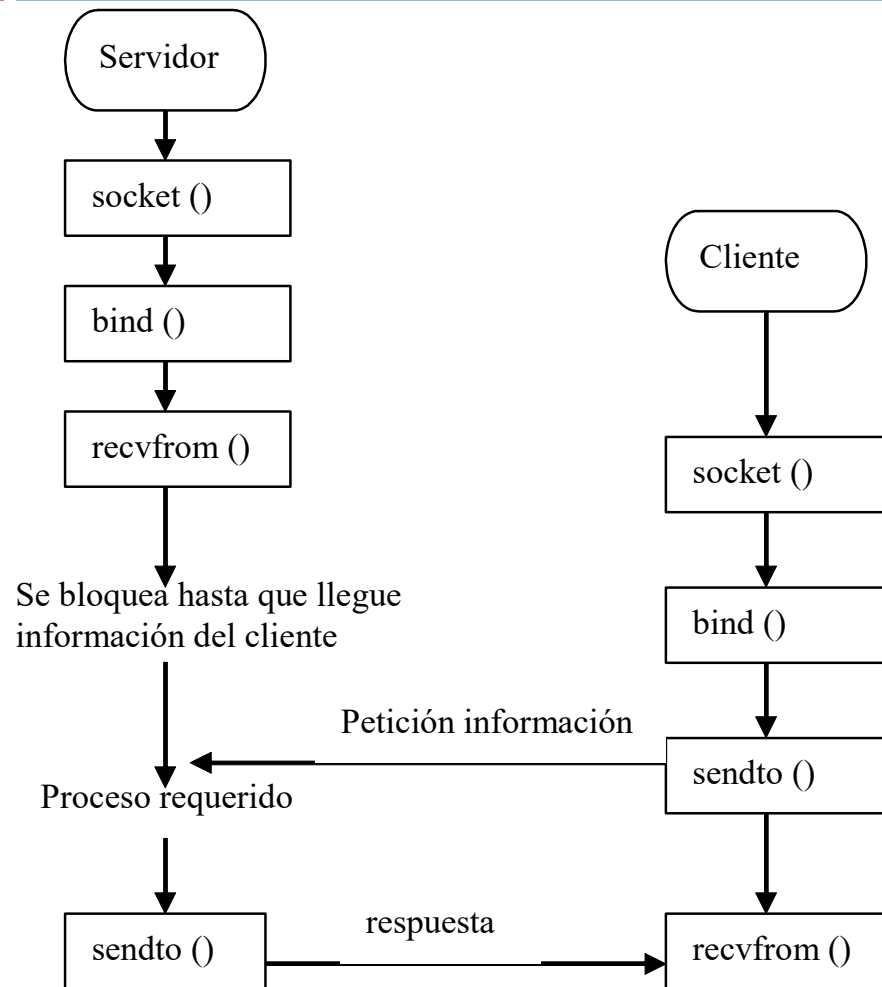 Servidor
socket ()
bind ()
recvfrom ()
Se bloquea hasta que llegue
información del cliente
Proceso requerido
sendto ()
Cliente
socket ()
bind ()
Petición información
sendto ()
respuesta
recvfrom ()